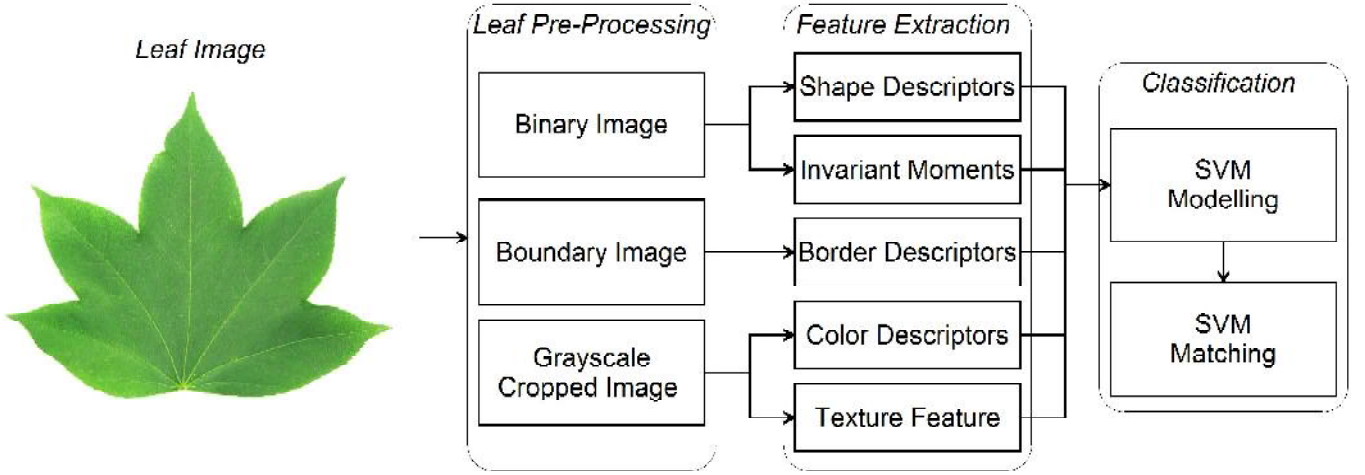 Leaf Image
Leaf Pre-Processing
Binary Image
Boundary Image
Grayscale
Cropped Image
Feature Extraction
Shape Descriptors
Invariant Moments
Border Descriptors
Color Descriptors
Texture Feature
Classification
SVM
Modelling
SVM
Matching